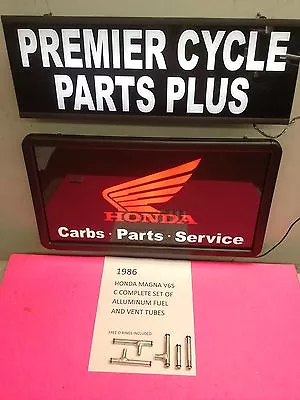 PREMIER CYCLE
PARTS PLUS
HONDA
Carbs · Parts · Service
1986
HONDA MAGNA V65
C COMPLETE SET OF
ALLUMINUM FUEL
AND VENT TUBES
FREE O RINGS INCLUDED